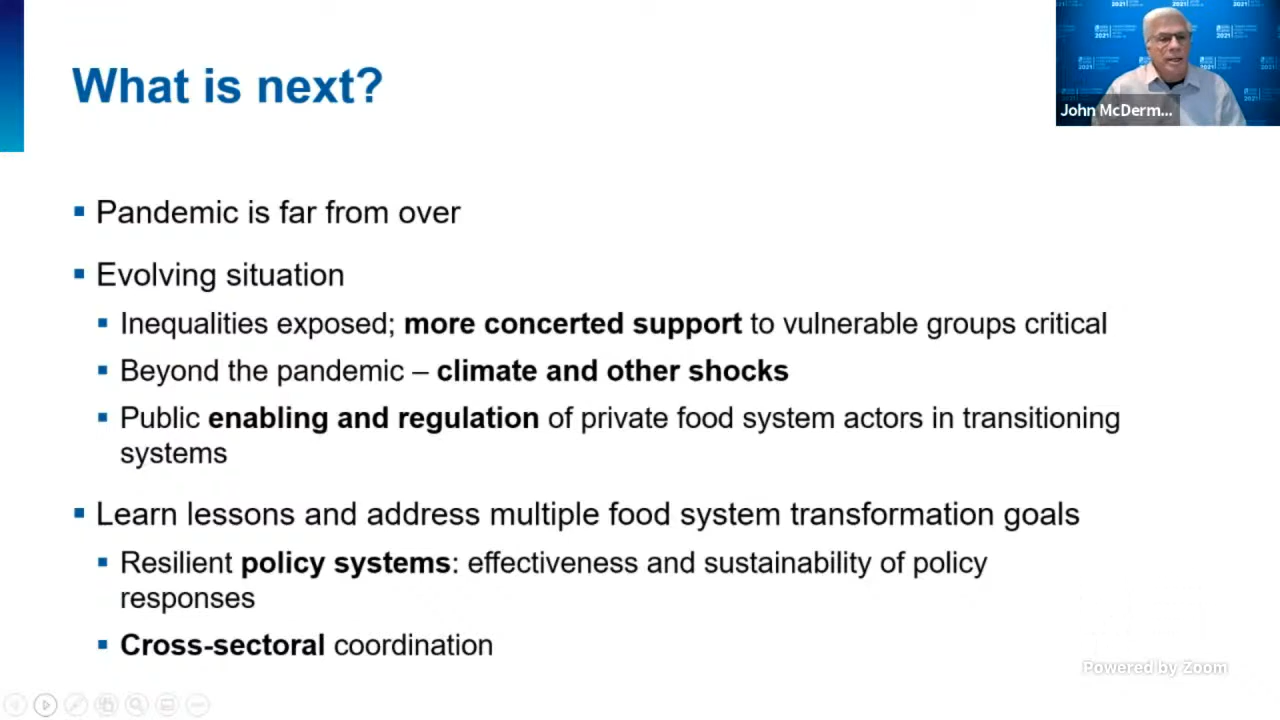 What is next?
John McDerm...
Pandemic is far from over
Evolving situation
Inequalities exposed; more concerted support to vulnerable groups critical
Beyond the pandemic – climate and other shocks
Public enabling and regulation of private food system actors in transitioning
systems
Learn lessons and address multiple food system transformation goals
Resilient policy systems: effectiveness and sustainability of policy
responses
Cross-sectoral coordination
Powered by Zoom